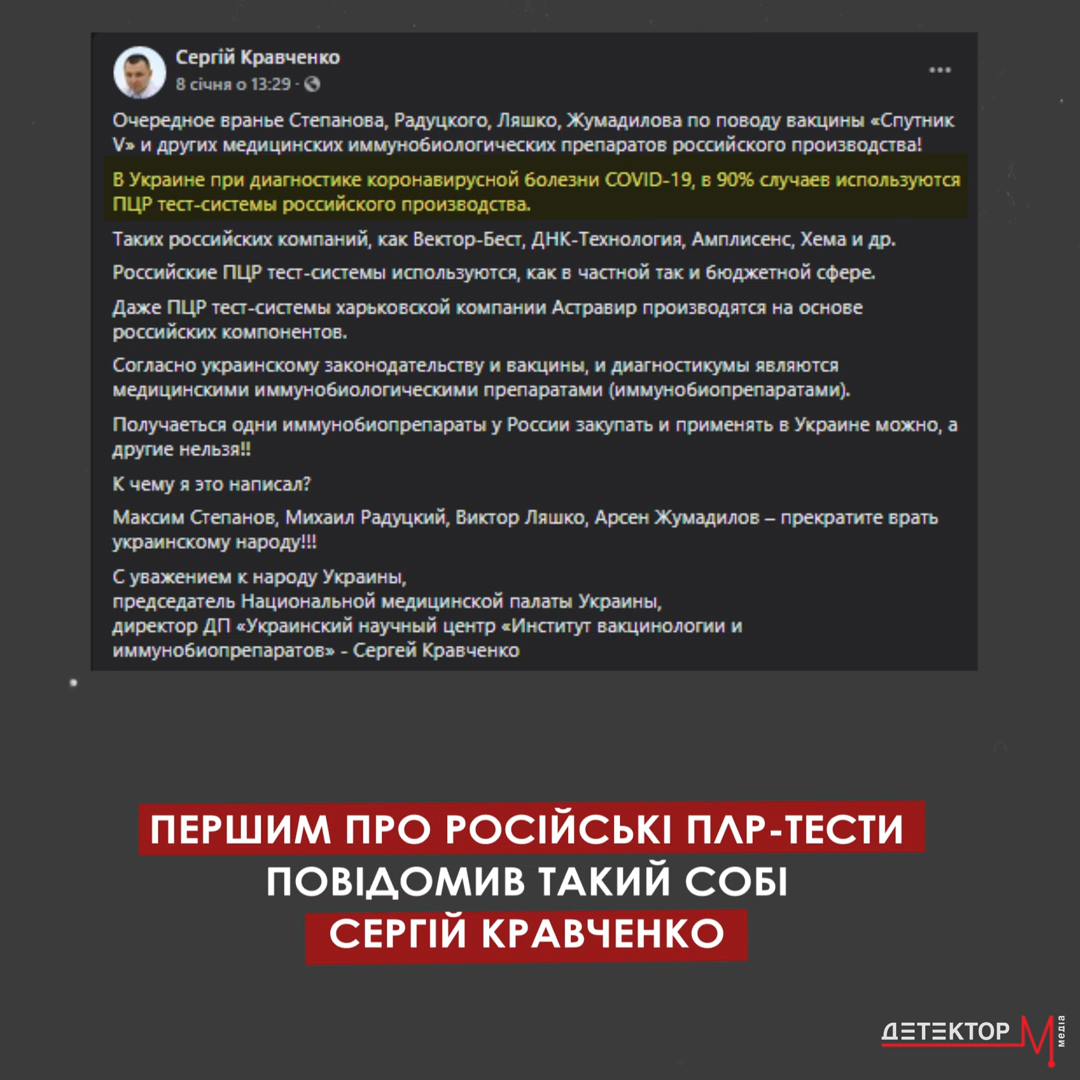 Сергій Кравченко
8 січня о 13:29 ·
Очередное вранье Степанова, Радуцкого, Ляшко, Жумадилова по поводу вакцины «Спутник
V» и других медицинских иммунобиологических препаратов российского производства!
В Украине при диагностике коронавирусной болезни COVID-19, в 90% случаев используются
ПЦР тест-системы российского производства.
Таких российских компаний, как Вектор-Бест, ДНК-Технология, Амплисенс, Хема и др.
Российские ПЦР тест-системы используются, как в частной так и бюджетной сфере.
Даже ПЦР тест-системы харьковской компании Астравир производятся на основе
российских компонентов.
Согласно украинскому законодательству и вакцины, и диагностикумы являются
медицинскими иммунобиологическими препаратами (иммунобиопрепаратами).
Получаеться одни иммунобиопрепараты у России закупать и применять в Украине можно, а
другие нельзя!!
К чему я это написал?
Максим Степанов, Михаил Радуцкий, Виктор Ляшко, Арсен Жумадилов – прекратите врать
украинскому народу!!!
С уважением к народу Украины,
председатель Национальной медицинской палаты Украины,
директор ДП «Украинский научный центр «Институт вакцинологии и
иммунобиопрепаратов» - Сергей Кравченко
ПЕРШИМ ПРО РОСІЙСЬКІ ПЛР-ТЕСТИ
ПОВІДОМИВ ТАКИЙ СОБІ
СЕРГІЙ КРАВЧЕНКО
ДЕТЕКТОР М
медіа